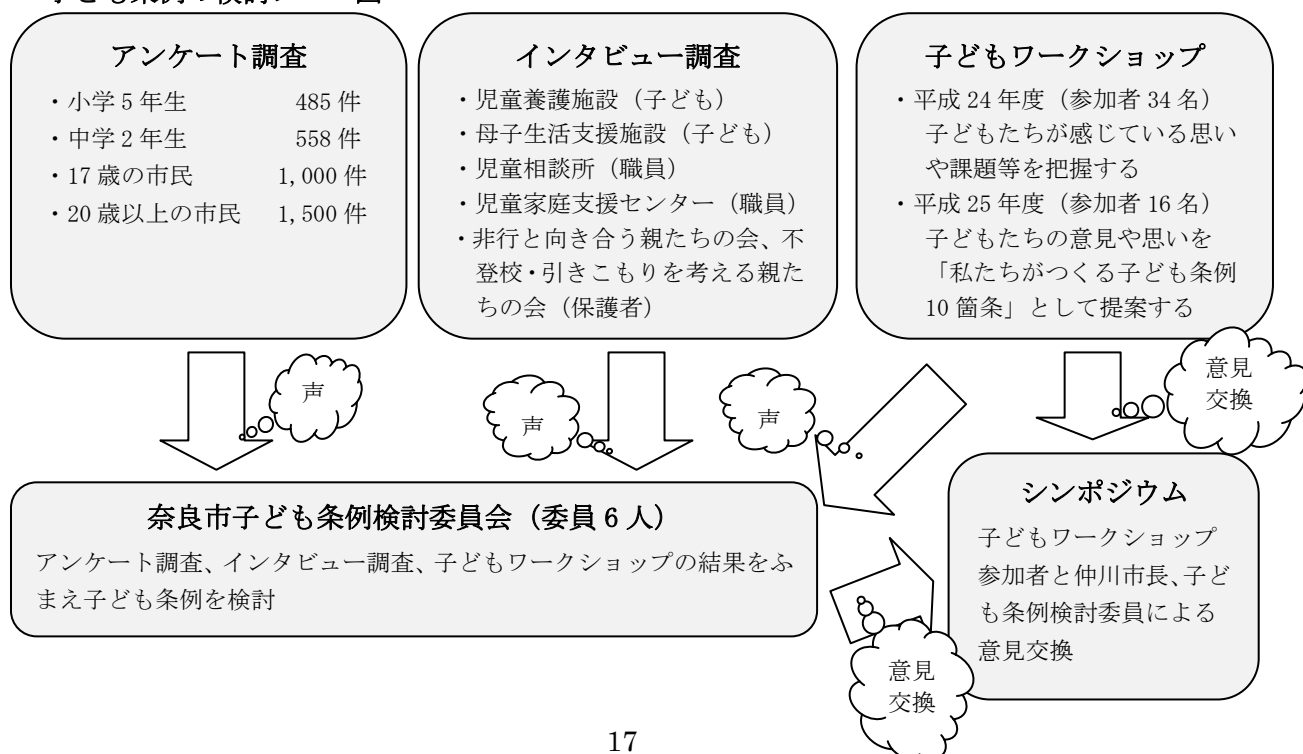 アンケート調査
・小学5年生 485件
・中学2年生 558件
・17歳の市民 1,000件
・20歳以上の市民 1,500件
インタビュー調査
・児童養護施設（子ども）
・母子生活支援施設（子ども）
・児童相談所（職員）
・児童家庭支援センター（職員）
・非行と向き合う親たちの会、不
登校・引きこもりを考える親た
ちの会（保護者）
子どもワークショップ
・平成24年度（参加者34名）
子どもたちが感じている思い
や課題等を把握する
・平成25年度（参加者16名）
子どもたちの意見や思いを
「私たちがつくる子ども条例
10箇条」として提案する
声
声
声
意見
交換
奈良市子ども条例検討委員会（委員6人）
アンケート調査、インタビュー調査、子どもワークショップの結果をふ
まえ子ども条例を検討
シンポジウム
子どもワークショップ
参加者と仲川市長、子ど
も条例検討委員による
意見交換
意見
交換
17